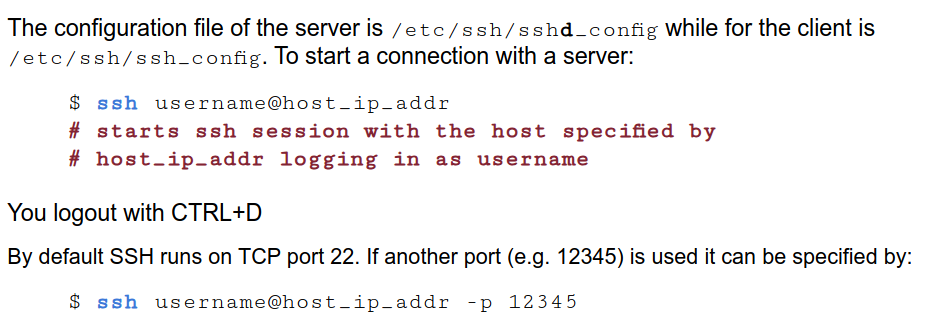 The configuration file of the server is /etc/ssh/sshd_config while for the client is
/etc/ssh/ssh_config. To start a connection with a server:
$ ssh username@host_ip_addr
# starts ssh session with the host specified by
# host_ip_addr logging in as username
You logout with CTRL+D
By default SSH runs on TCP port 22. If another port (e.g. 12345) is used it can be specified by:
$ ssh username@host_ip_addr -p 12345